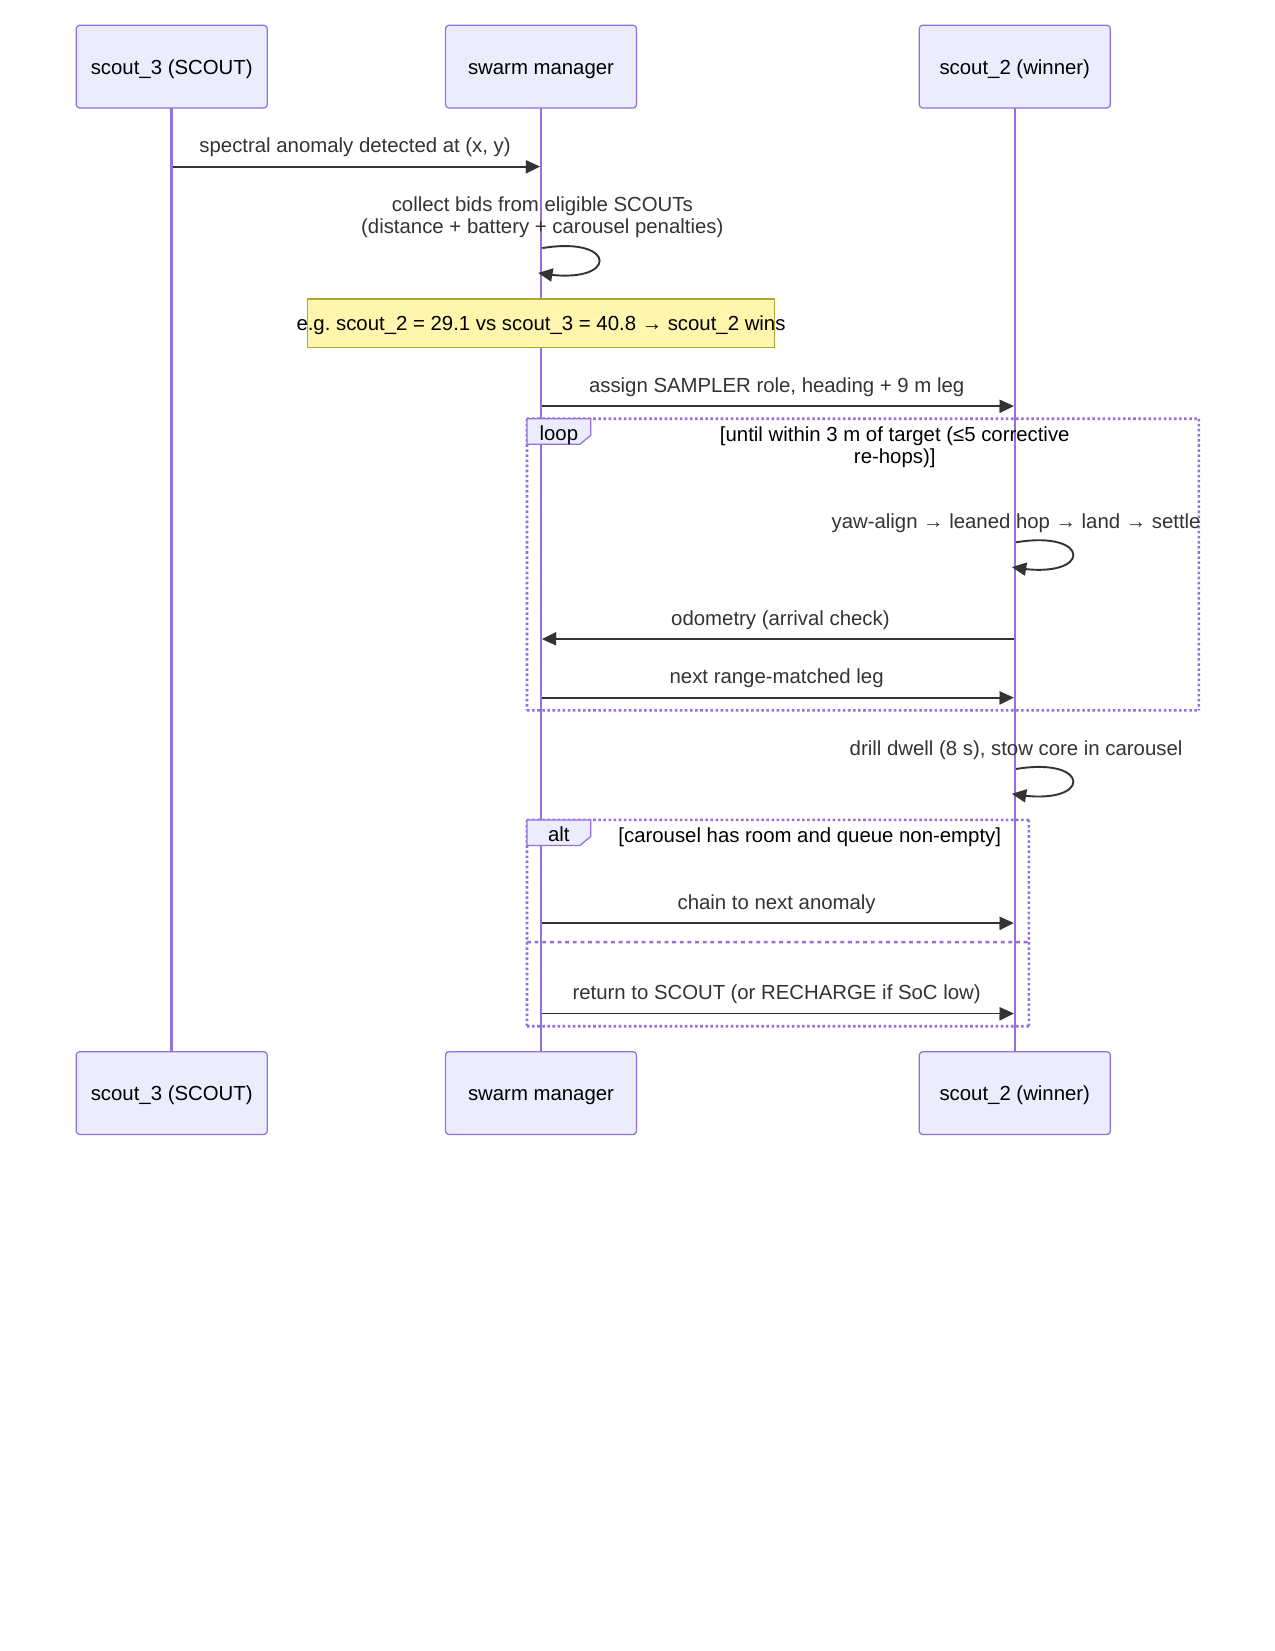 scout_3 (SCOUT)
swarm manager
scout_2 (winner)
spectral anomaly detected at (x, y)
collect bids from eligible SCOUTs
(distance + battery + carousel penalties)
e.g. scout_2 = 29.1 vs scout_3 = 40.8 → scout_2 wins
assign SAMPLER role, heading + 9 m leg
loop
[until within 3 m of target (≤5 corrective
re-hops)]
yaw-align → leaned hop → land → settle
odometry (arrival check)
next range-matched leg
drill dwell (8 s), stow core in carousel
alt
[carousel has room and queue non-empty]
chain to next anomaly
return to SCOUT (or RECHARGE if SoC low)
scout_3 (SCOUT)
swarm manager
scout_2 (winner)